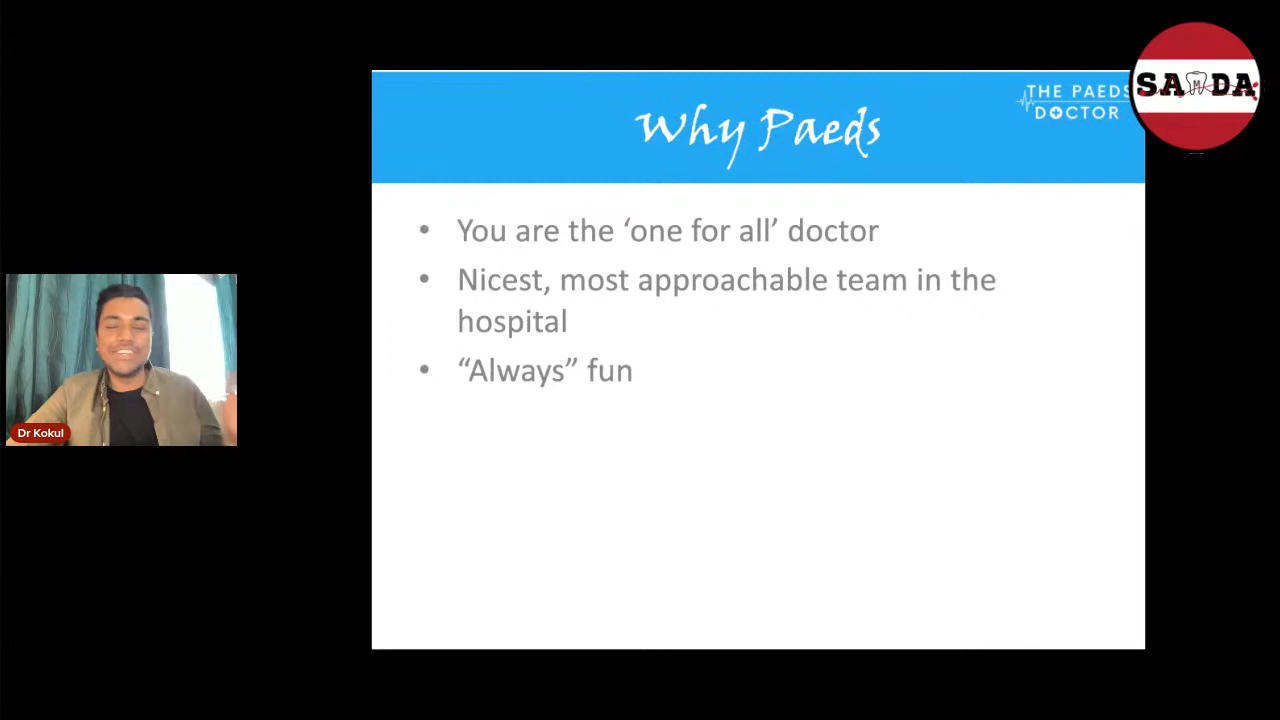 Why Paeds
THE PAEDS
DOCTOR
SAMDA
• You are the ‘one for all’ doctor
• Nicest, most approachable team in the
hospital
• “Always” fun
Dr Kokul